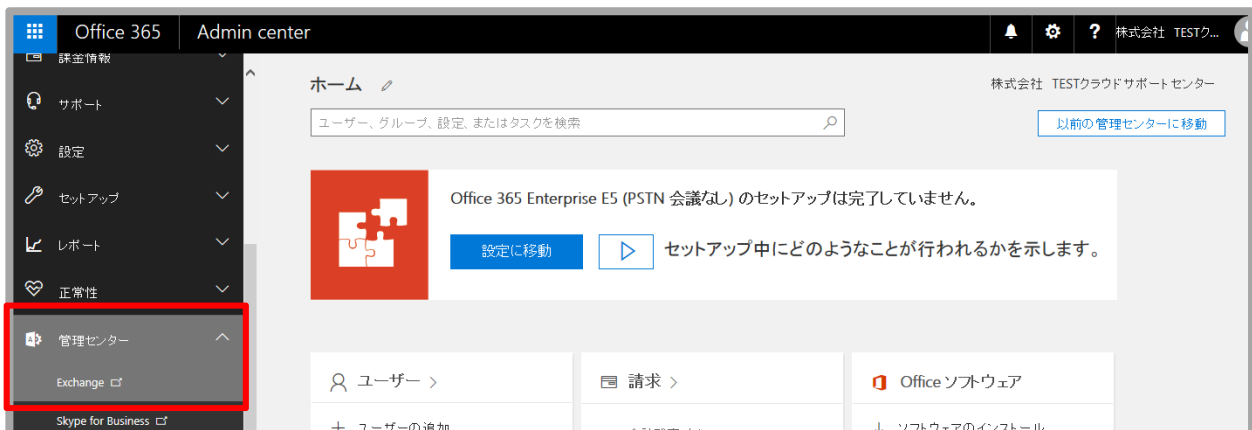 Office 365
Admin center
株式会社 TESTク...
課金情報
サポート
設定
セットアップ
レポート
正常性
管理センター
Exchange
Skype for Business
ホーム
株式会社 TESTクラウドサポートセンター
ユーザー、グループ、設定、またはタスクを検索
以前の管理センターに移動
Office 365 Enterprise E5 (PSTN 会議なし) のセットアップは完了していません。
設定に移動
セットアップ中にどのようなことが行われるかを示します。
ユーザー >
ユーザーの追加
請求 >
Office ソフトウェア
ソフトウェアのインストール